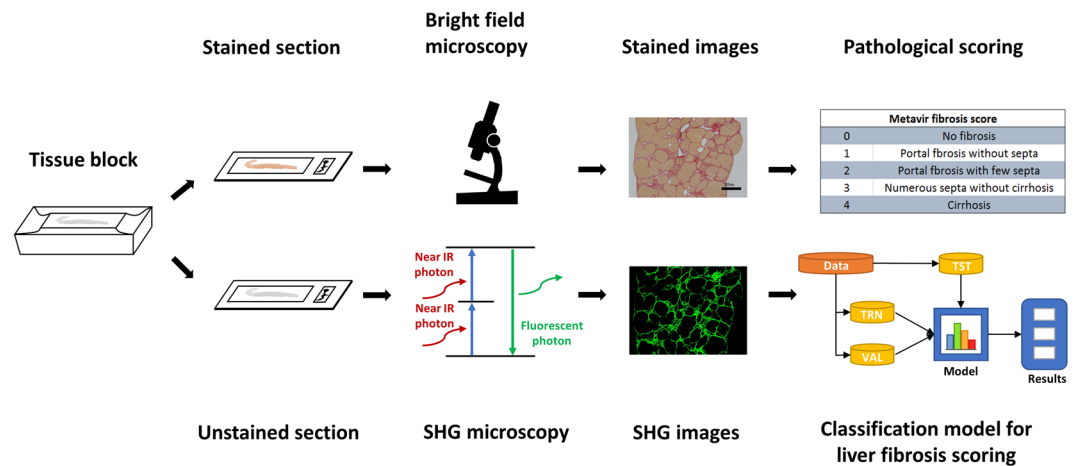 Stained section
Bright field
microscopy
Stained images
Pathological scoring
Tissue block
Metavir fibrosis score
0 No fibrosis
1 Portal fbrosis without septa
2 Portal fbrosis with few septa
3 Numerous septa without cirrhosis
4 Cirrhosis
Near IR
photon
Near IR
photon
Fluorescent
photon
Data
TST
TRN
VAL
Model
Results
Unstained section
SHG microscopy
SHG images
Classification model for
liver fibrosis scoring